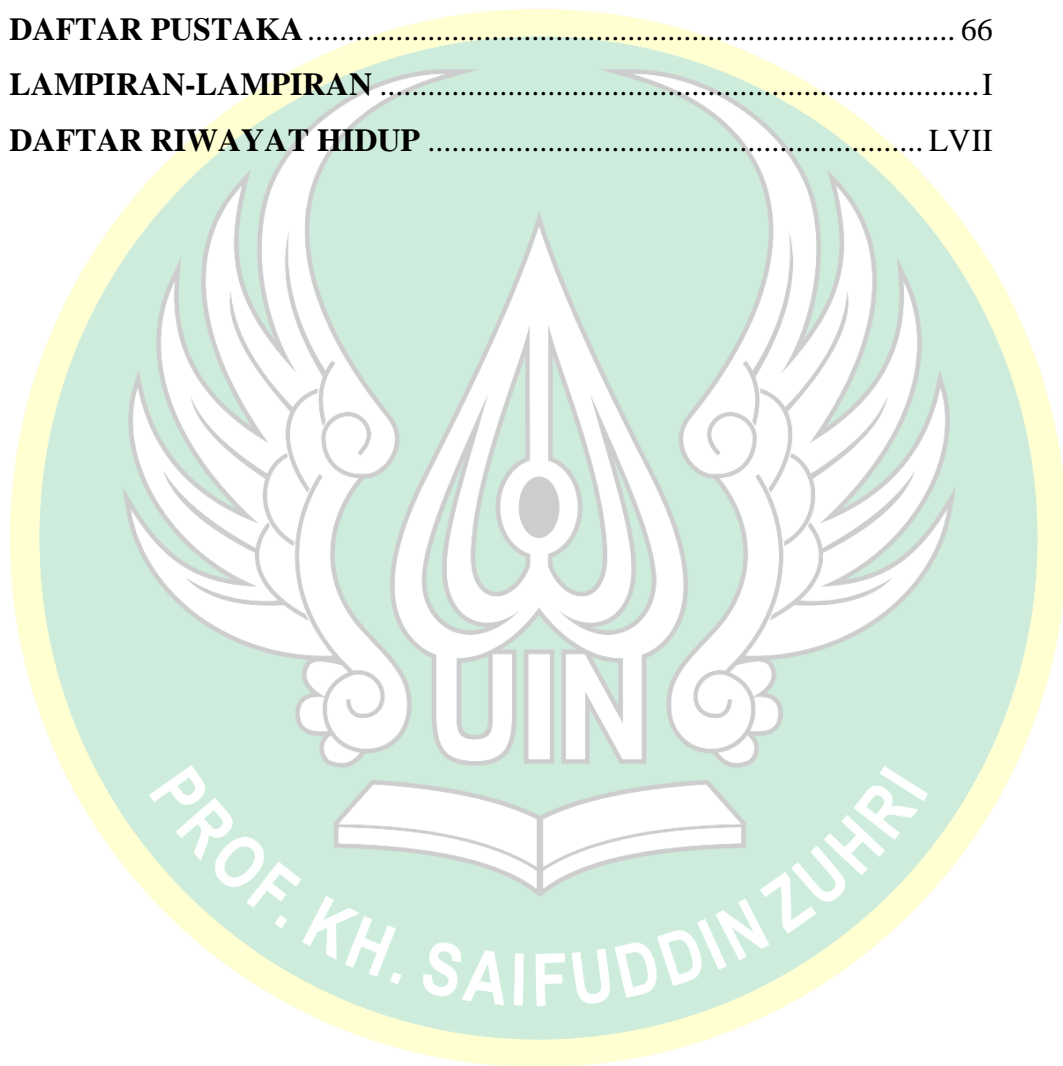 DAFTAR PUSTAKA ................................................................................. 66
LAMPIRAN-LAMPIRAN ........................................................................... I
DAFTAR RIWAYAT HIDUP .............................................................. LVII
UIN
PROF. KH. SAIFUDDIN ZUHRI